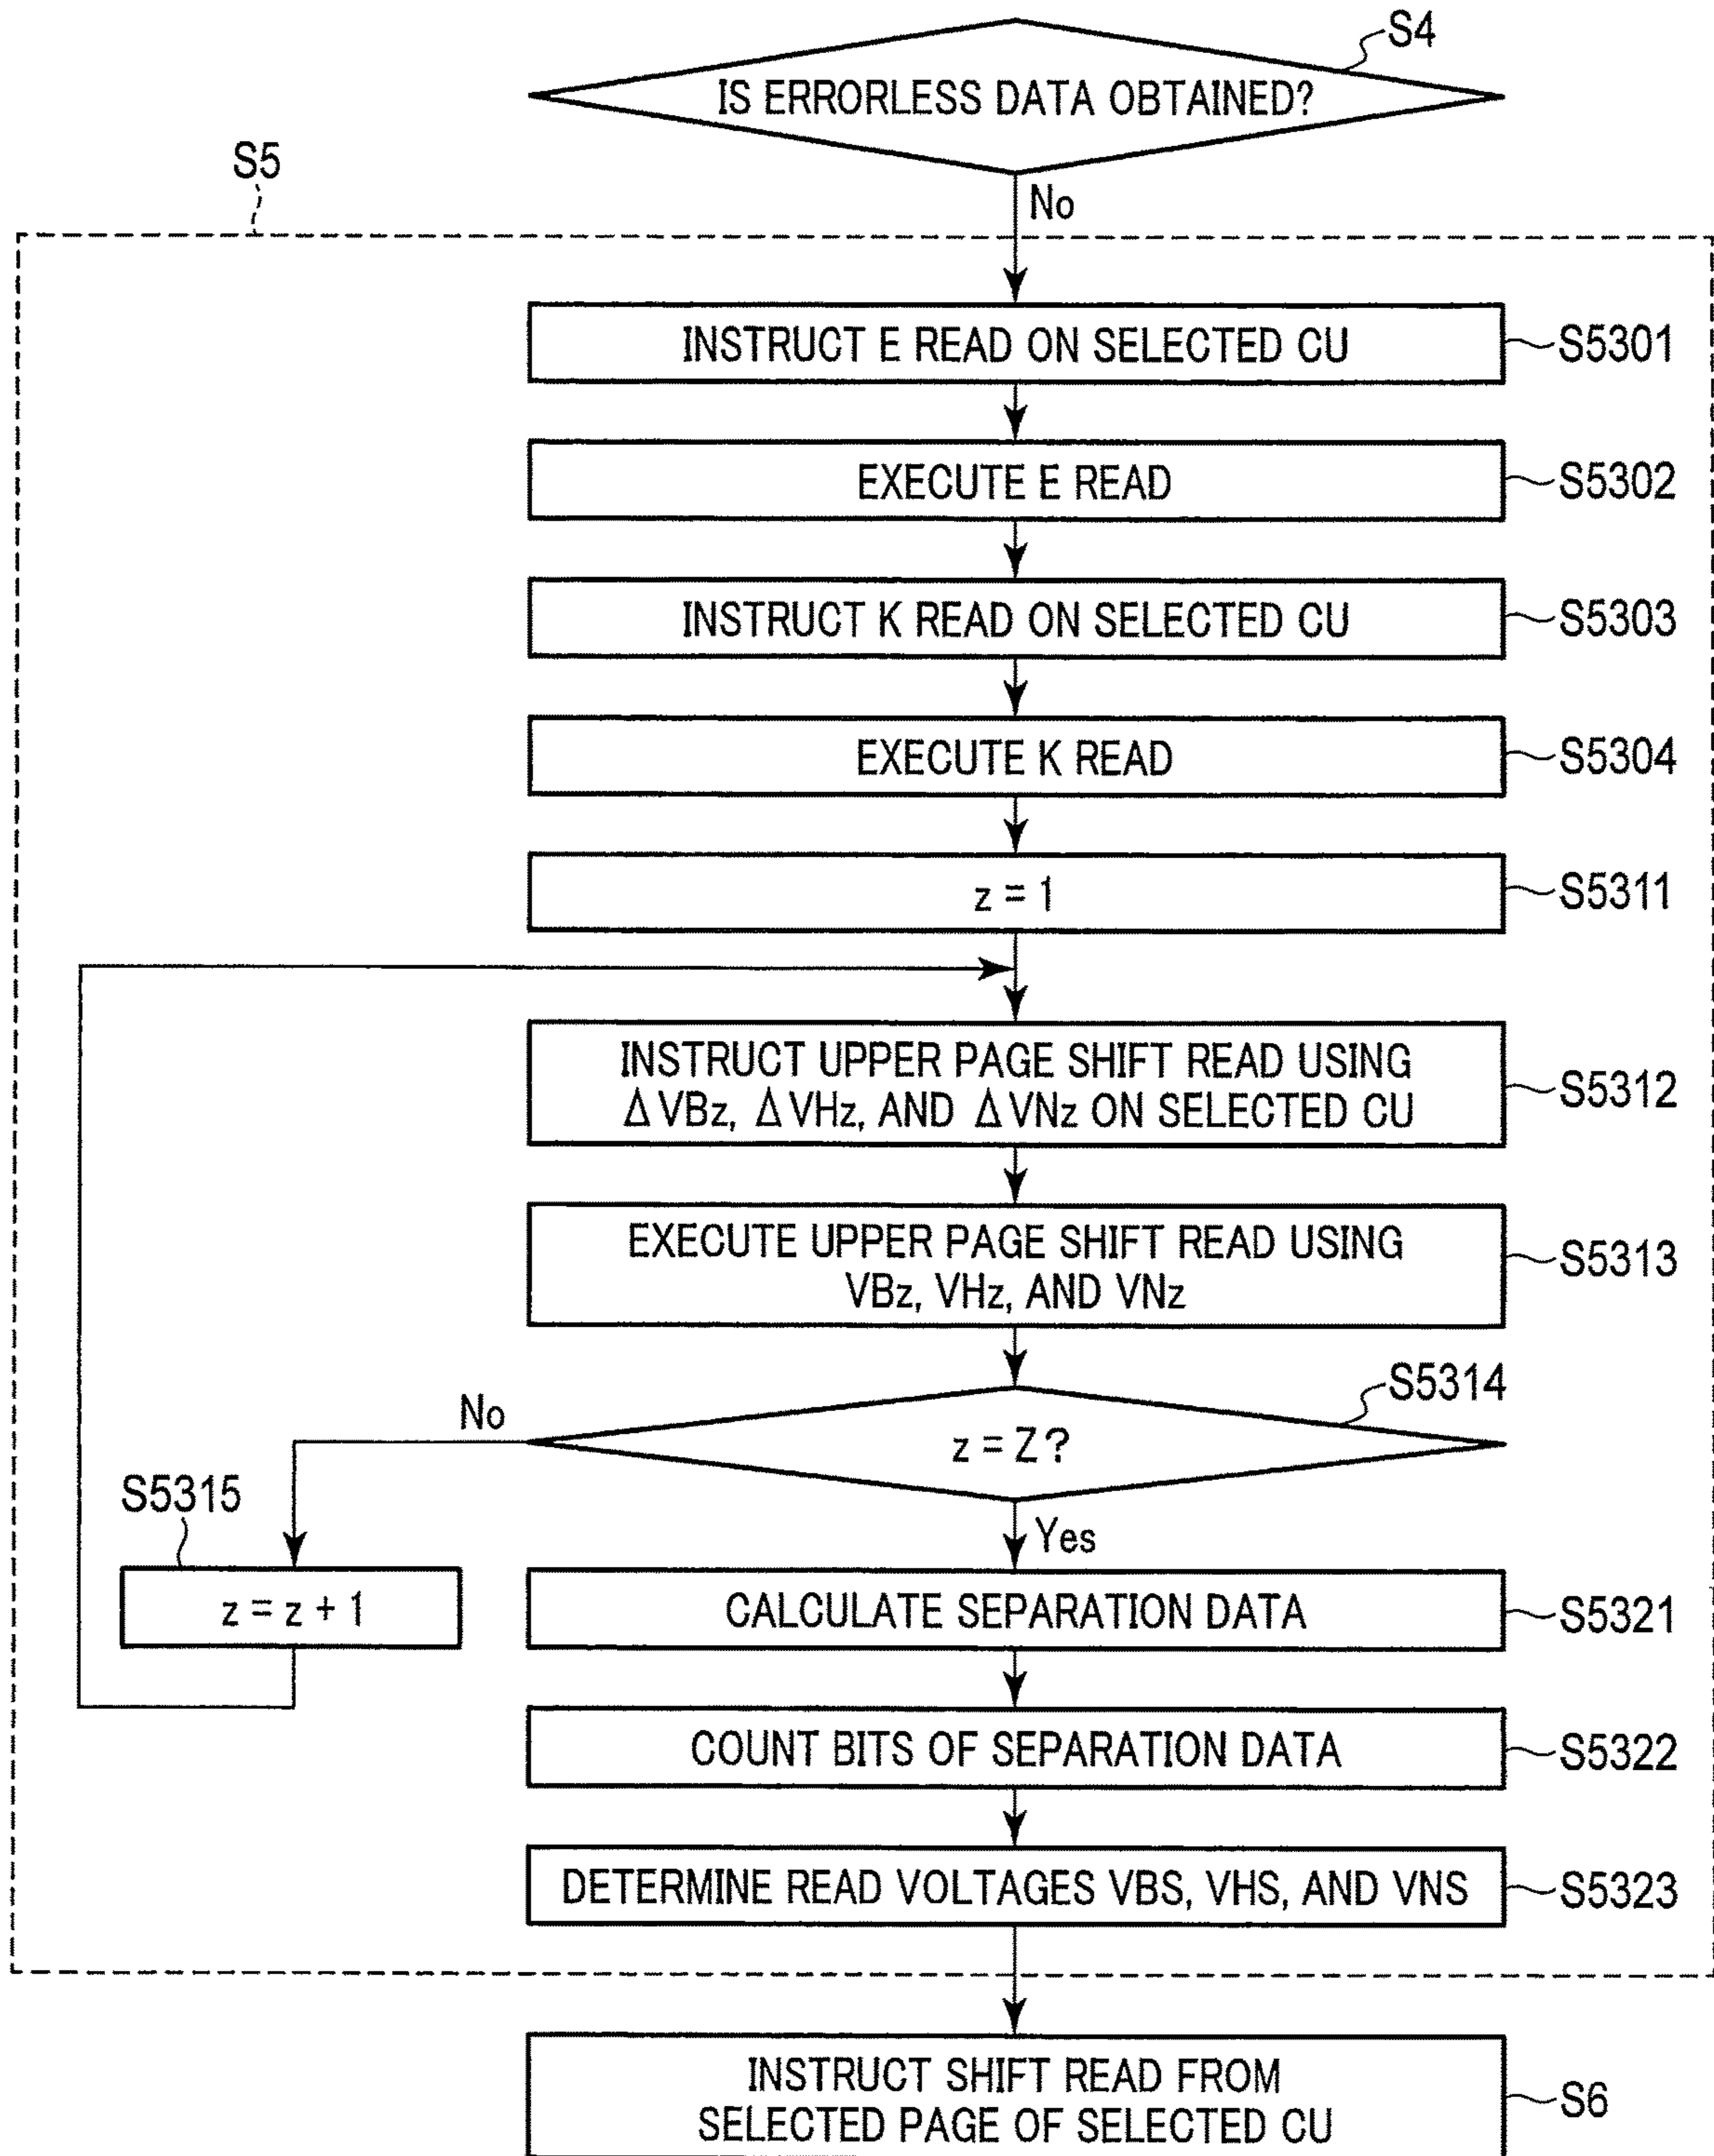 S4
IS ERRORLESS DATA OBTAINED?
S5
No
INSTRUCT E READ ON SELECTED CU
S5301
EXECUTE E READ
S5302
INSTRUCT K READ ON SELECTED CU
S5303
EXECUTE K READ
S5304
z = 1
S5311
INSTRUCT UPPER PAGE SHIFT READ USING
ΔVBz, ΔVHz, AND ΔVNz ON SELECTED CU
S5312
EXECUTE UPPER PAGE SHIFT READ USING
VBz, VHz, AND VNz
S5313
S5314
No
z = Z?
S5315
Yes
z = z + 1
CALCULATE SEPARATION DATA
S5321
COUNT BITS OF SEPARATION DATA
S5322
DETERMINE READ VOLTAGES VBS, VHS, AND VNS
S5323
INSTRUCT SHIFT READ FROM
SELECTED PAGE OF SELECTED CU
S6